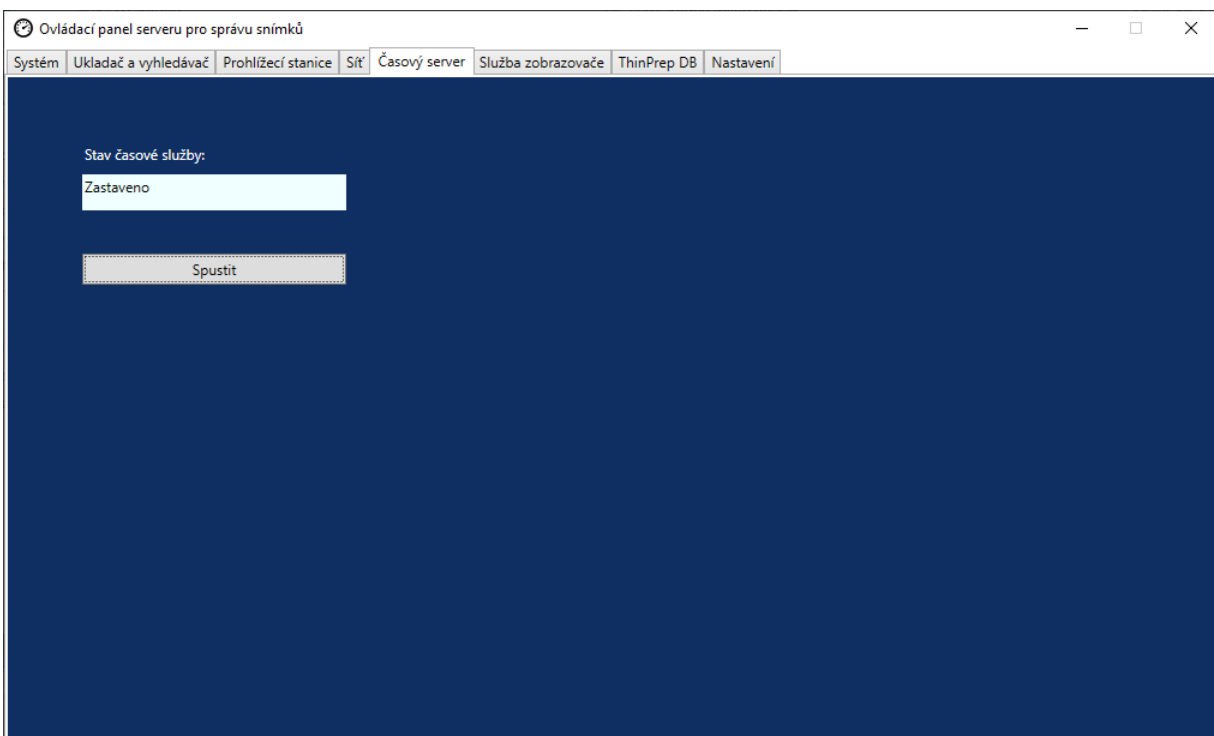 Ovládací panel serveru pro správu snímků
Systém Ukladač a vyhledávač Prohlížecí stanice Síť Časový server Služba zobrazovače ThinPrep DB Nastavení
Stav časové služby:
Zastaveno
Spustit